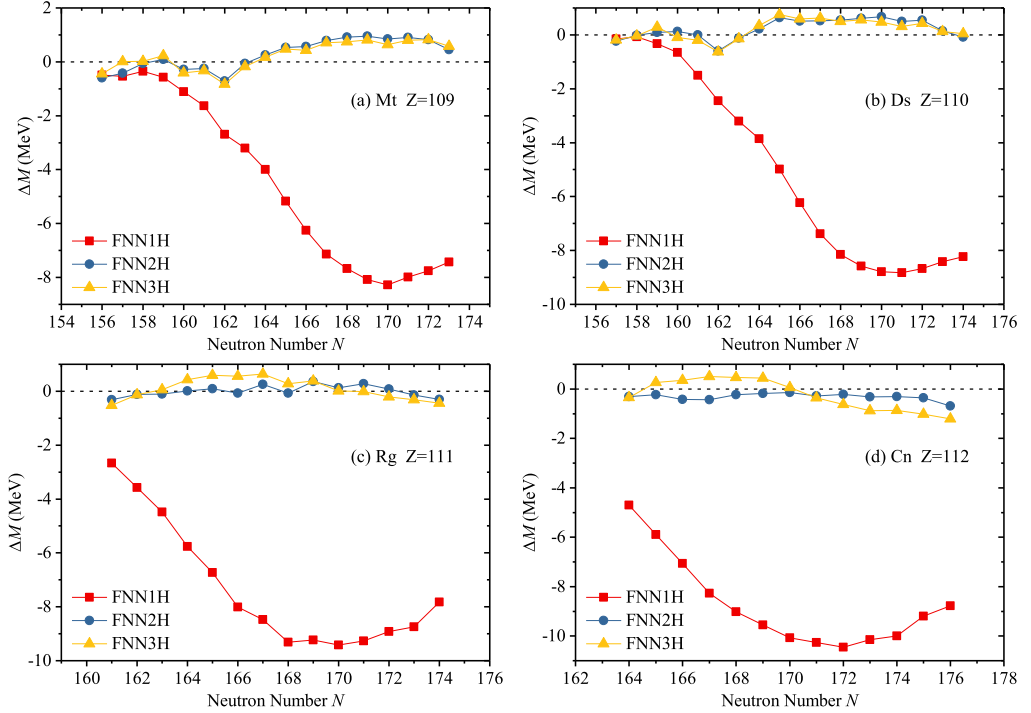 (a) Mt Z=109
ΔM (MeV)
0
-2
-4
-6
-8
FNN1H
FNN2H
FNN3H
154 156 158 160 162 164 166 168 170 172 174
Neutron Number N
(b) Ds Z=110
ΔM (MeV)
0
-2
-4
-6
-8
-10
FNN1H
FNN2H
FNN3H
156 158 160 162 164 166 168 170 172 174 176
Neutron Number N
(c) Rg Z=111
ΔM (MeV)
0
-2
-4
-6
-8
-10
FNN1H
FNN2H
FNN3H
160 162 164 166 168 170 172 174 176
Neutron Number N
(d) Cn Z=112
ΔM (MeV)
0
-2
-4
-6
-8
-10
FNN1H
FNN2H
FNN3H
162 164 166 168 170 172 174 176 178
Neutron Number N